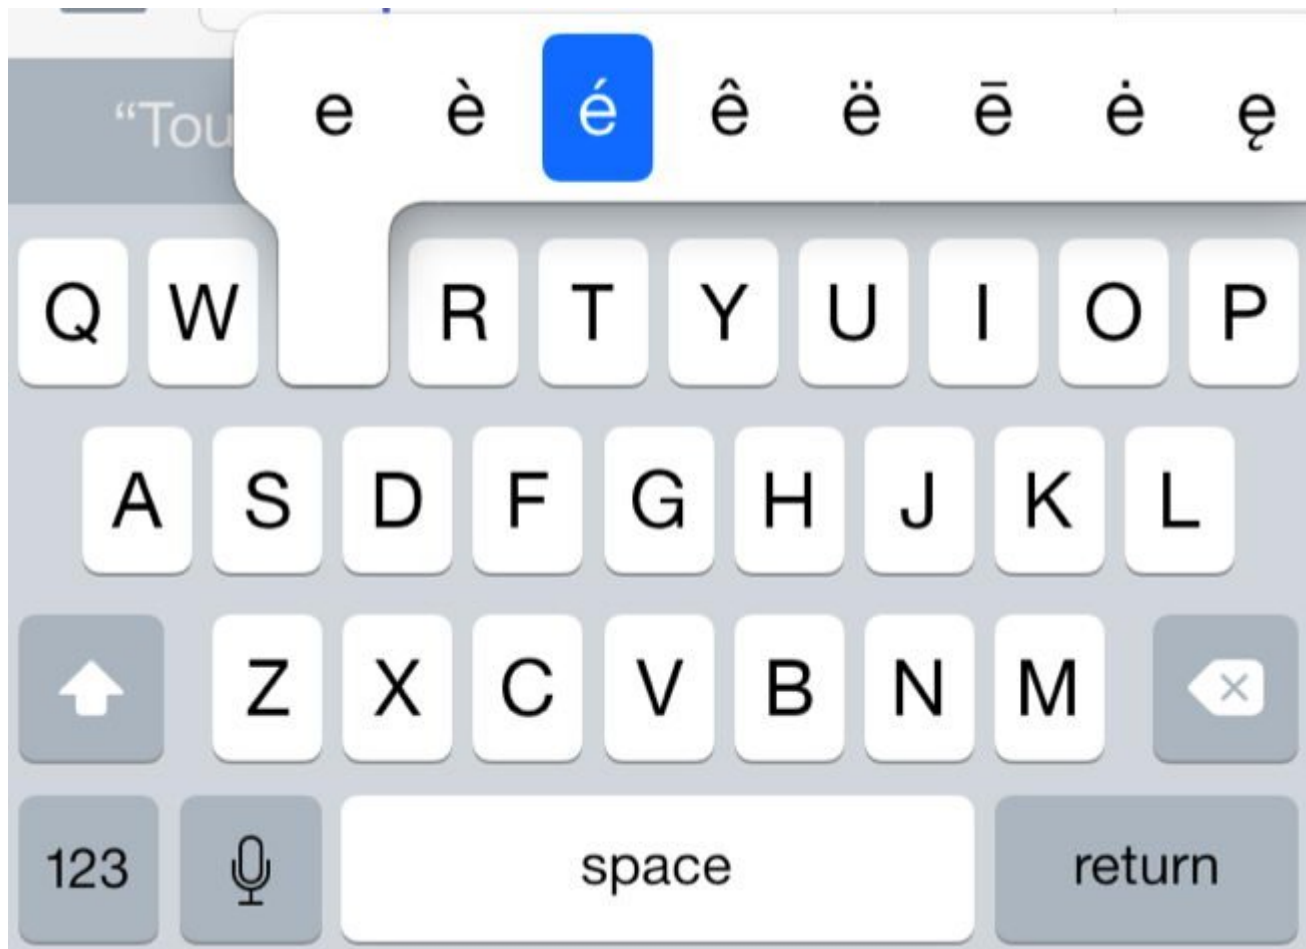 e è é ê ë ē ė ę
“Tou
Q W R T Y U I O P
A S D F G H J K L
Z X C V B N M
123 space return